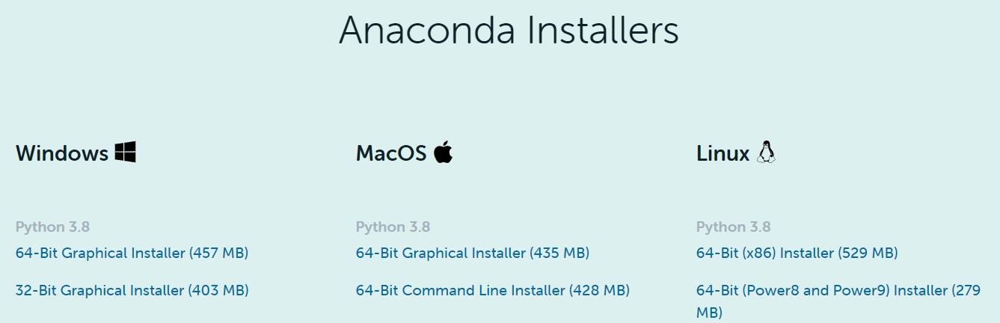 Anaconda Installers
Windows
Python 3.8
64-Bit Graphical Installer (457 MB)
32-Bit Graphical Installer (403 MB)
MacOS
Python 3.8
64-Bit Graphical Installer (435 MB)
64-Bit Command Line Installer (428 MB)
Linux
Python 3.8
64-Bit (x86) Installer (529 MB)
64-Bit (Power8 and Power9) Installer (279
MB)